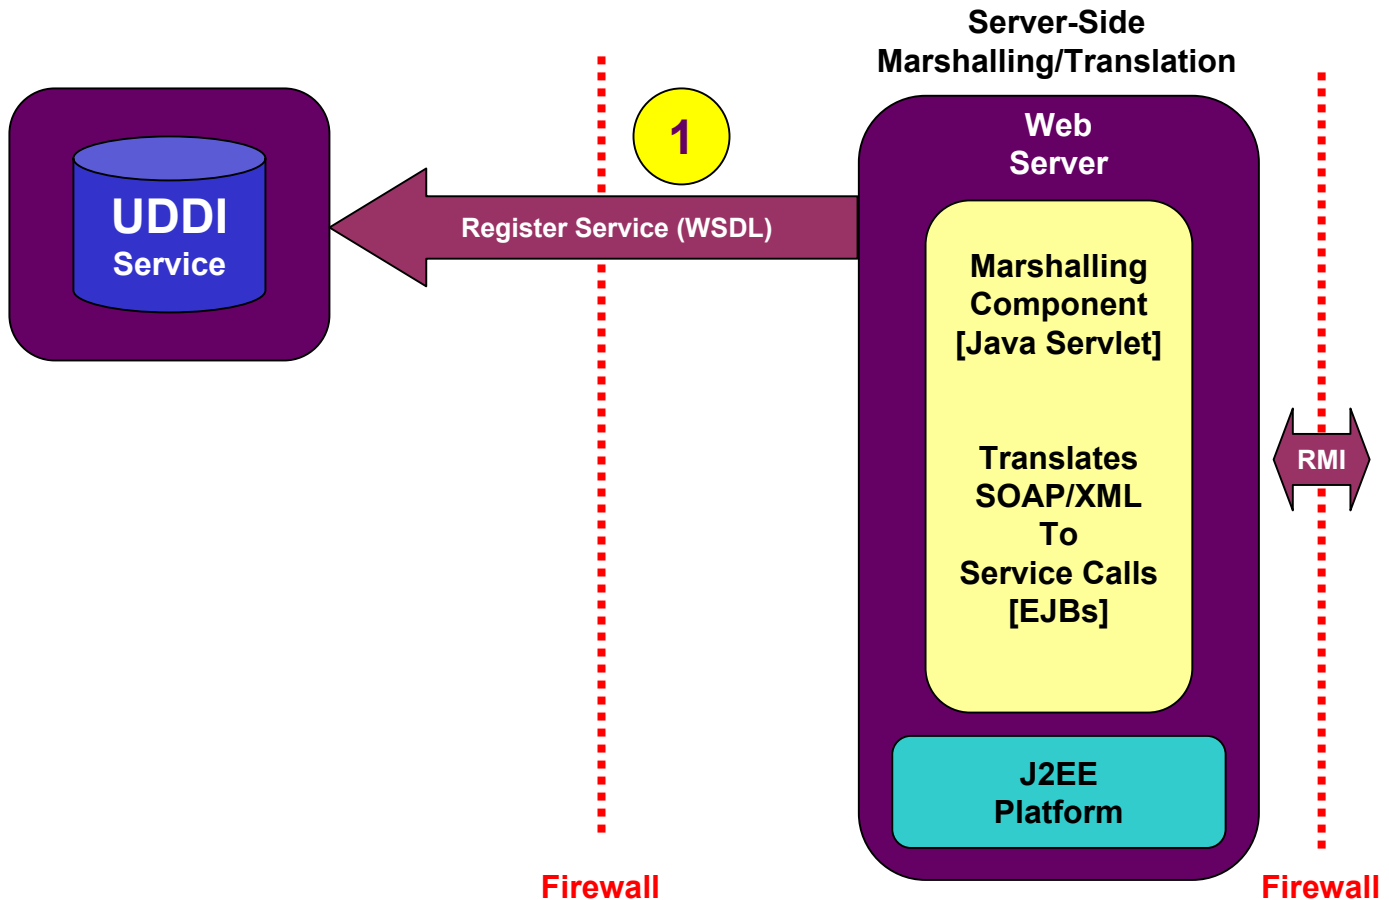 Server-Side
Marshalling/Translation
1
Web
Server
UDDI
Service
Register Service (WSDL)
Marshalling
Component
[Java Servlet]
Translates
SOAP/XML
To
Service Calls
[EJBs]
RMI
J2EE
Platform
Firewall
Firewall